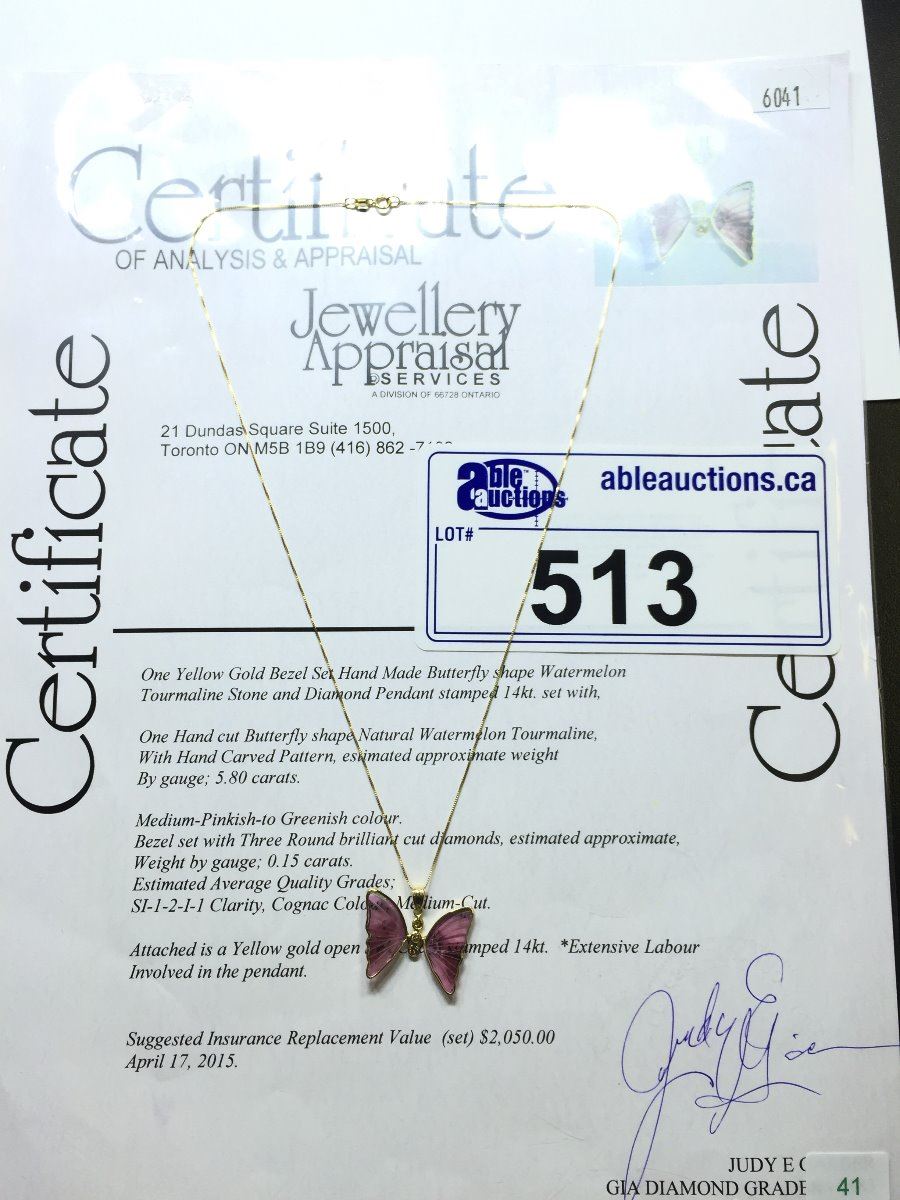 6041
Certificate
OF ANALYSIS & APPRAISAL
Jewellery
Appraisal
SERVICES
A DIVISION OF 66728 ONTARIO
Certificate
21 Dundas Square Suite 1500,
Toronto ON M5B 1B9 (416) 862
able
auctions
ableauctions.ca
LOT#
513
One Yellow Gold Bezel Set Hand Made Butterfly shape Watermelon
Tourmaline Stone and Diamond Pendant stamped 14kt. set with,
One Hand cut Butterfly shape Natural Watermelon Tourmaline,
With Hand Carved Pattern, estimated approximate weight
By gauge; 5.80 carats.
Medium-Pinkish-to Greenish colour.
Bezel set with Three Round brilliant cut diamonds, estimated approximate,
Weight by gauge; 0.15 carats.
Estimated Average Quality Grades;
SI-1-2-I-1 Clarity, Cognac Medium-Cut.
Attached is a Yellow gold open 14kt. *Extensive Labour
Involved in the pendant.
Suggested Insurance Replacement Value (set) $2,050.00
April 17, 2015.
JUDY E
GIA DIAMOND GRADE
41